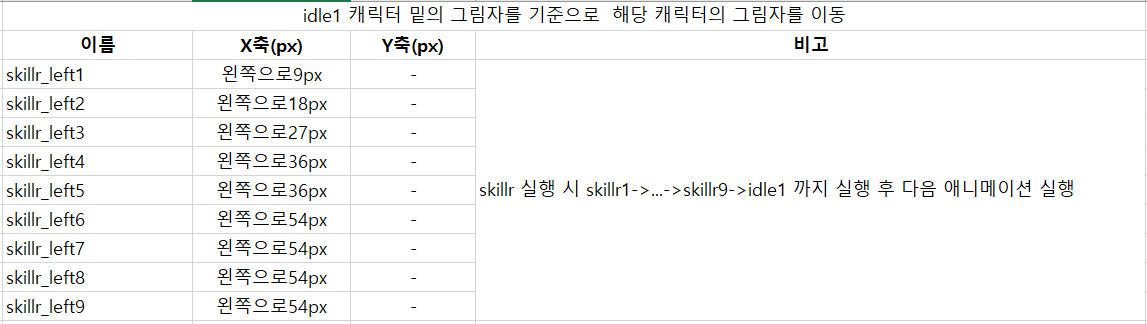 idle1 캐릭터 밑의 그림자를 기준으로  해당 캐릭터의 그림자를 이동
이름 X축(px) Y축(px) 비고
skillr_left1 왼쪽으로9px -
skillr_left2 왼쪽으로18px -
skillr_left3 왼쪽으로27px -
skillr_left4 왼쪽으로36px -
skillr_left5 왼쪽으로36px - skillr 실행 시 skillr1->...->skillr9->idle1 까지 실행 후 다음 애니메이션 실행
skillr_left6 왼쪽으로54px -
skillr_left7 왼쪽으로54px -
skillr_left8 왼쪽으로54px -
skillr_left9 왼쪽으로54px -